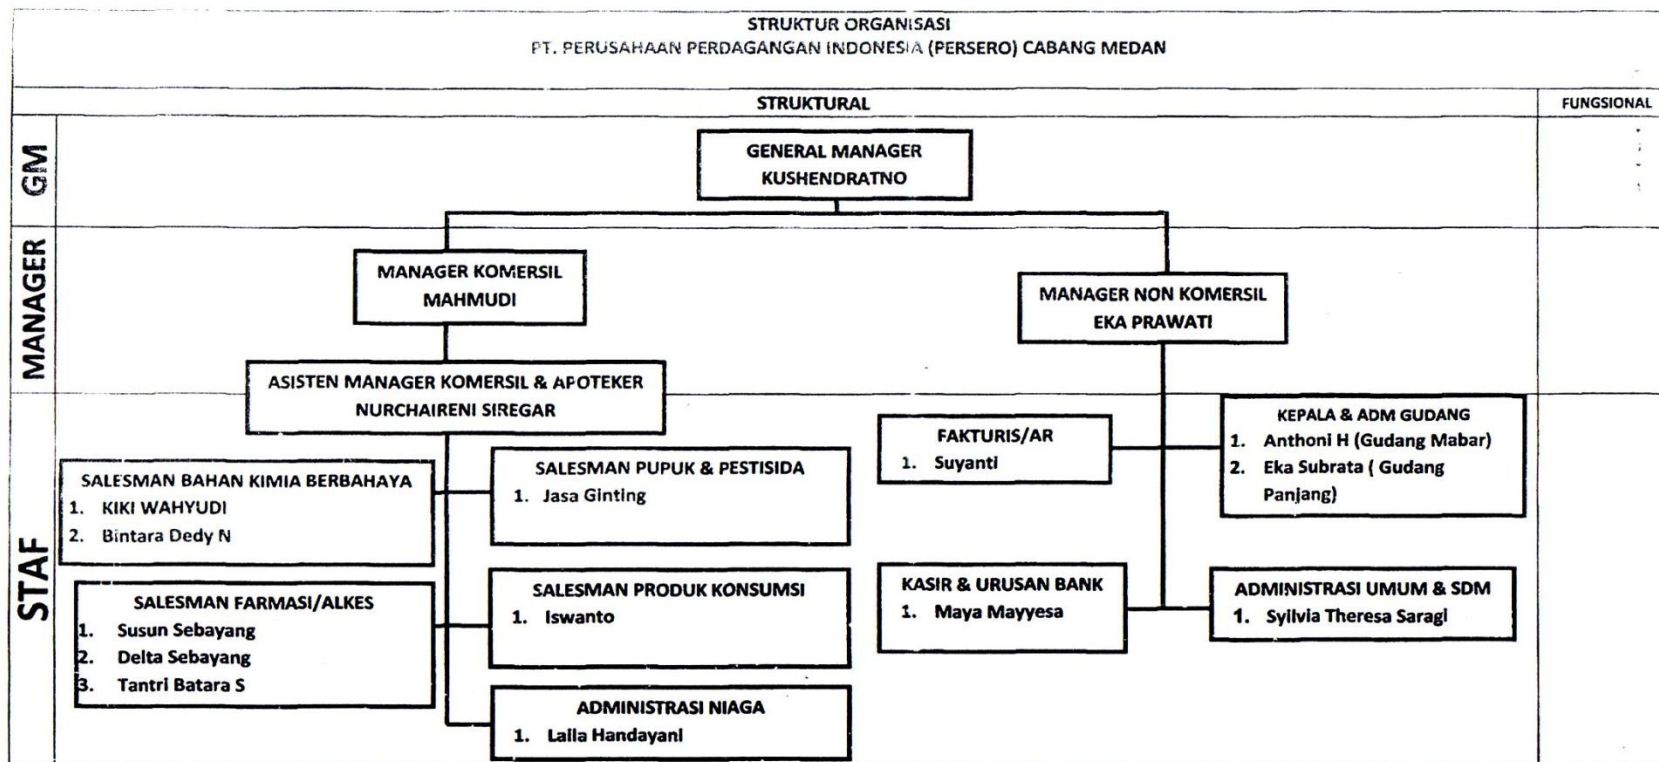 STRUKTUR ORGANISASI
PT. PERUSAHAAN PERDAGANGAN INDONESIA (PERSERO) CABANG MEDAN
STRUKTURAL
FUNGSIONAL
GM
GENERAL MANAGER
KUSHENDRATNO
MANAGER
MANAGER KOMERSIL
MAHMUDI
MANAGER NON KOMERSIL
EKA PRAWATI
ASISTEN MANAGER KOMERSIL & APOTEKER
NURCHAIRENI SIREGAR
STAF
SALESMAN BAHAN KIMIA BERBAHAYA
1. KIKI WAHYUDI
2. Bintara Dedy N
SALESMAN PUPUK & PESTISIDA
1. Jasa Ginting
FAKTURIS/AR
1. Suyanti
KEPALA & ADM GUDANG
1. Anthoni H (Gudang Mabar)
2. Eka Subrata ( Gudang
Panjang)
SALESMAN FARMASI/ALKES
1. Susun Sebayang
2. Delta Sebayang
3. Tantri Batara S
SALESMAN PRODUK KONSUMSI
1. Iswanto
KASIR & URUSAN BANK
1. Maya Mayyesa
ADMINISTRASI UMUM & SDM
1. Syilvia Theresa Saragi
ADMINISTRASI NIAGA
1. Laila Handayani